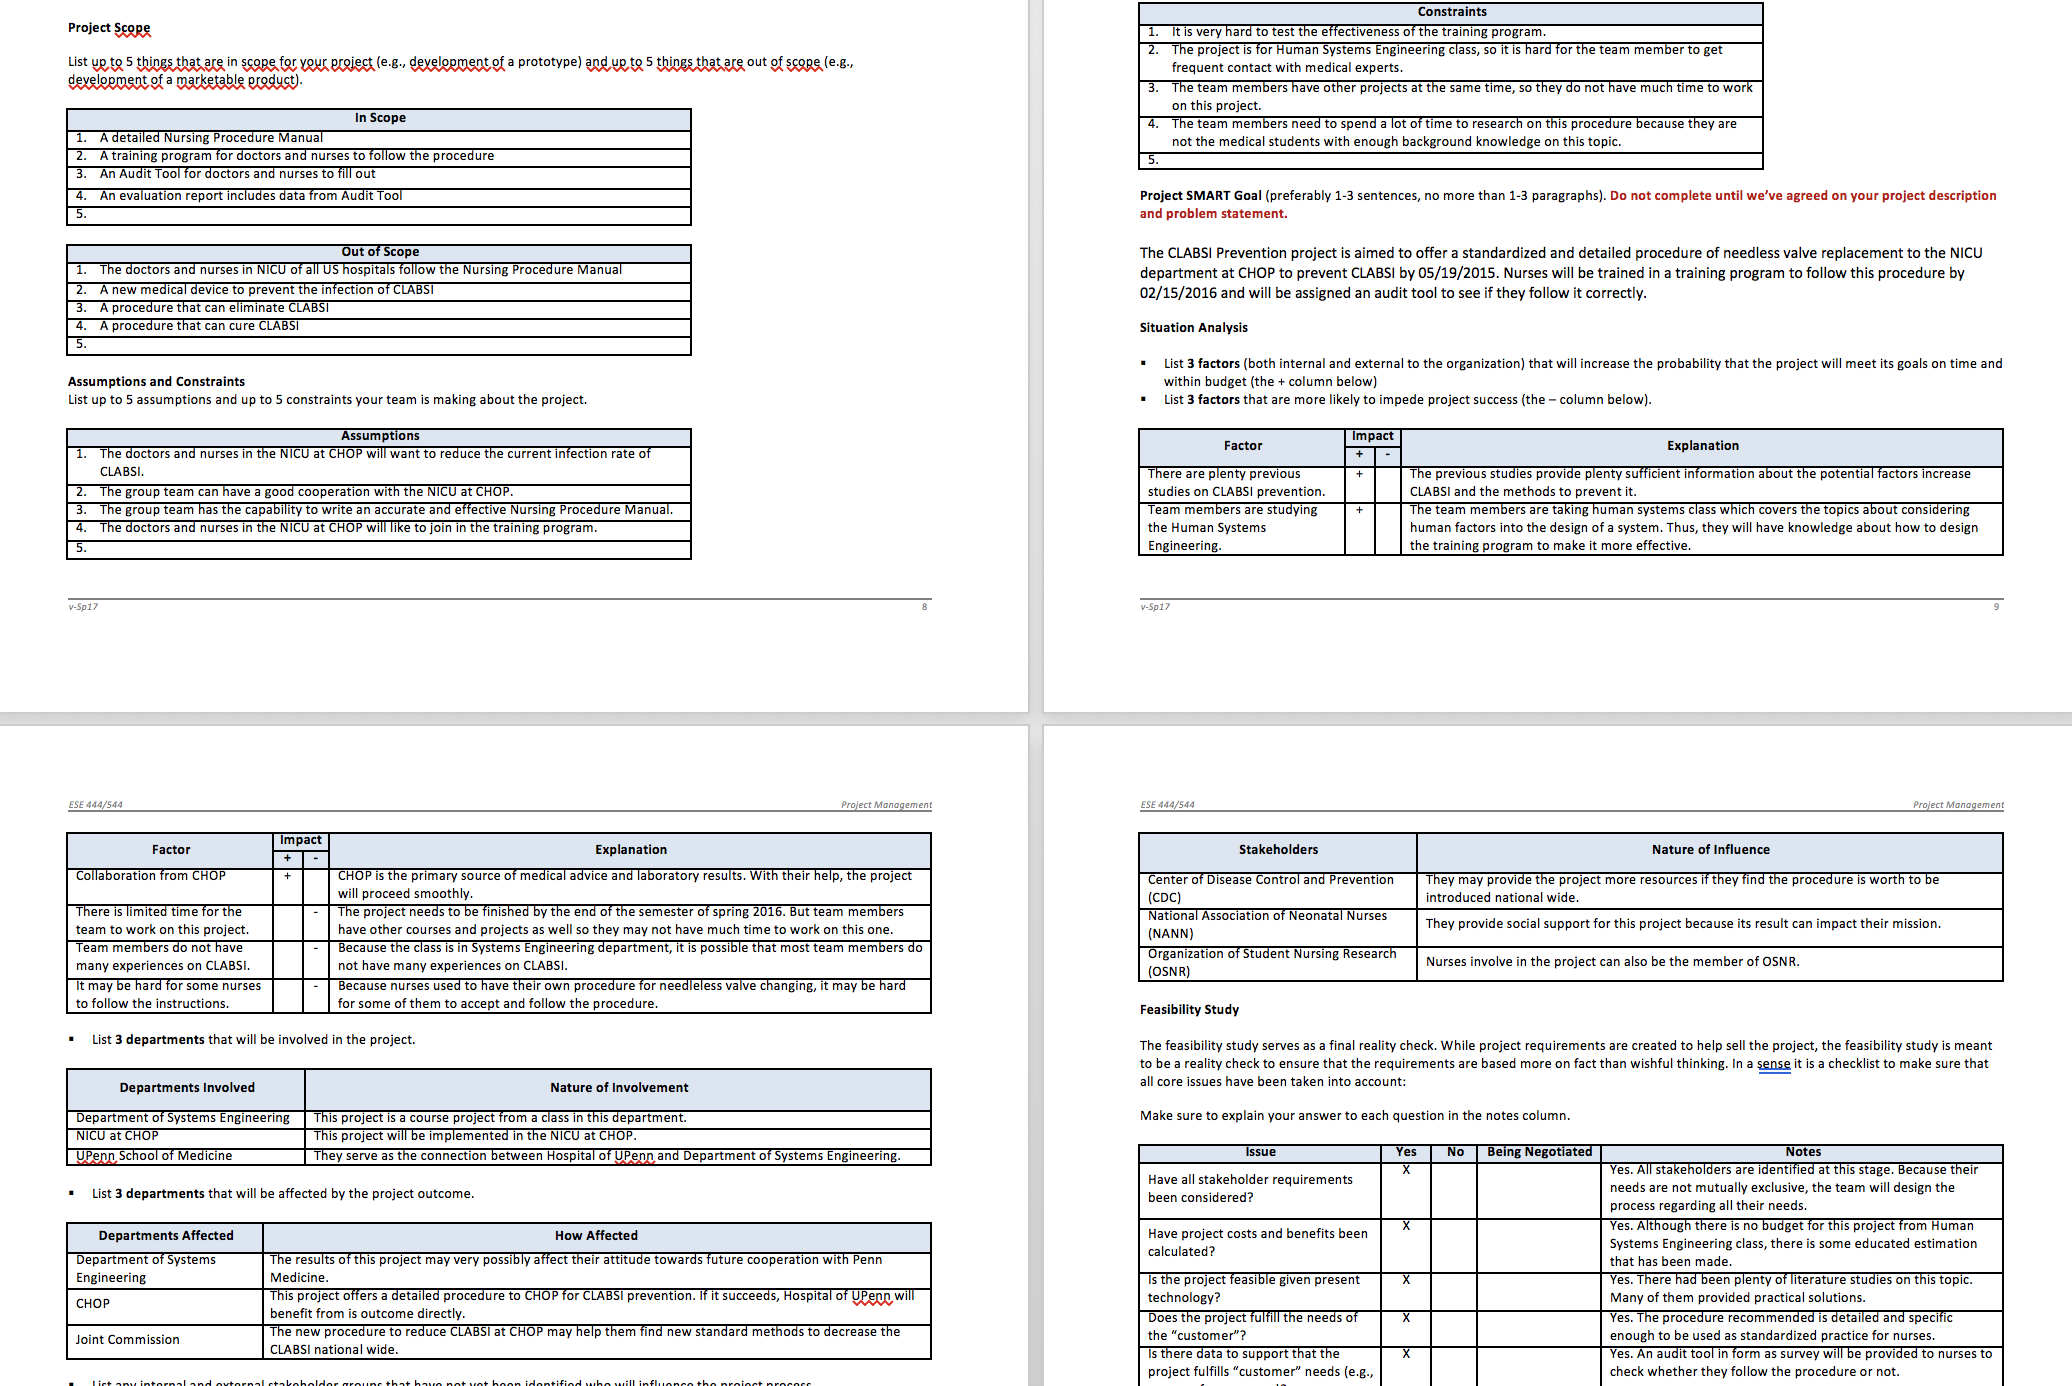 Project Scope
List up to 5 things that are in scope for your project (e.g., development of a prototype) and up to 5 things that are out of scope (e.g.,
development of a marketable product).
In Scope
1. A detailed Nursing Procedure Manual
2. A training program for doctors and nurses to follow the procedure
3. An Audit Tool for doctors and nurses to fill out
4. An evaluation report includes data from Audit Tool
5.
Out of Scope
1. The doctors and nurses in NICU of all US hospitals follow the Nursing Procedure Manual
2. A new medical device to prevent the infection of CLABSI
3. A procedure that can eliminate CLABSI
4. A procedure that can cure CLABSI
5.
Assumptions and Constraints
List up to 5 assumptions and up to 5 constraints your team is making about the project.
Assumptions
1. The doctors and nurses in the NICU at CHOP will want to reduce the current infection rate of
CLABSI.
2. The group team can have a good cooperation with the NICU at CHOP.
3. The group team has the capability to write an accurate and effective Nursing Procedure Manual.
4. The doctors and nurses in the NICU at CHOP will like to join in the training program.
5.
v-Sp17 8
Constraints
1. It is very hard to test the effectiveness of the training program.
2. The project is for Human Systems Engineering class, so it is hard for the team member to get
frequent contact with medical experts.
3. The team members have other projects at the same time, so they do not have much time to work
on this project.
4. The team members need to spend a lot of time to research on this procedure because they are
not the medical students with enough background knowledge on this topic.
5.
Project SMART Goal (preferably 1-3 sentences, no more than 1-3 paragraphs). Do not complete until we've agreed on your project description
and problem statement.
The CLABSI Prevention project is aimed to offer a standardized and detailed procedure of needless valve replacement to the NICU
department at CHOP to prevent CLABSI by 05/19/2015. Nurses will be trained in a training program to follow this procedure by
02/15/2016 and will be assigned an audit tool to see if they follow it correctly.
Situation Analysis
▪ List 3 factors (both internal and external to the organization) that will increase the probability that the project will meet its goals on time and
within budget (the + column below)
▪ List 3 factors that are more likely to impede project success (the – column below).
Factor Impact Explanation
+ -
There are plenty previous + The previous studies provide plenty sufficient information about the potential factors increase
studies on CLABSI prevention. CLABSI and the methods to prevent it.
Team members are studying + The team members are taking human systems class which covers the topics about considering
the Human Systems human factors into the design of a system. Thus, they will have knowledge about how to design
Engineering. the training program to make it more effective.
v-Sp17 9
ESE 444/544 Project Management
Factor Impact Explanation
+ -
Collaboration from CHOP + CHOP is the primary source of medical advice and laboratory results. With their help, the project
will proceed smoothly.
There is limited time for the - The project needs to be finished by the end of the semester of spring 2016. But team members
team to work on this project. have other courses and projects as well so they may not have much time to work on this one.
Team members do not have - Because the class is in Systems Engineering department, it is possible that most team members do
many experiences on CLABSI. not have many experiences on CLABSI.
It may be hard for some nurses - Because nurses used to have their own procedure for needleless valve changing, it may be hard
to follow the instructions. for some of them to accept and follow the procedure.
▪ List 3 departments that will be involved in the project.
Departments Involved Nature of Involvement
Department of Systems Engineering This project is a course project from a class in this department.
NICU at CHOP This project will be implemented in the NICU at CHOP.
UPenn School of Medicine They serve as the connection between Hospital of UPenn and Department of Systems Engineering.
▪ List 3 departments that will be affected by the project outcome.
Departments Affected How Affected
Department of Systems The results of this project may very possibly affect their attitude towards future cooperation with Penn
Engineering Medicine.
CHOP This project offers a detailed procedure to CHOP for CLABSI prevention. If it succeeds, Hospital of UPenn will
benefit from is outcome directly.
Joint Commission The new procedure to reduce CLABSI at CHOP may help them find new standard methods to decrease the
CLABSI national wide.
▪ List any internal and external stakeholder groups that have not yet been identified who will influence the project process.
ESE 444/544 Project Management
Stakeholders Nature of Influence
Center of Disease Control and Prevention They may provide the project more resources if they find the procedure is worth to be
(CDC) introduced national wide.
National Association of Neonatal Nurses They provide social support for this project because its result can impact their mission.
(NANN)
Organization of Student Nursing Research Nurses involve in the project can also be the member of OSNR.
(OSNR)
Feasibility Study
The feasibility study serves as a final reality check. While project requirements are created to help sell the project, the feasibility study is meant
to be a reality check to ensure that the requirements are based more on fact than wishful thinking. In a sense it is a checklist to make sure that
all core issues have been taken into account:
Make sure to explain your answer to each question in the notes column.
Issue Yes No Being Negotiated Notes
Have all stakeholder requirements X Yes. All stakeholders are identified at this stage. Because their
been considered? needs are not mutually exclusive, the team will design the
process regarding all their needs.
Have project costs and benefits been X Yes. Although there is no budget for this project from Human
calculated? Systems Engineering class, there is some educated estimation
that has been made.
Is the project feasible given present X Yes. There had been plenty of literature studies on this topic.
technology? Many of them provided practical solutions.
Does the project fulfill the needs of X Yes. The procedure recommended is detailed and specific
the "customer"? enough to be used as standardized practice for nurses.
Is there data to support that the X Yes. An audit tool in form as survey will be provided to nurses to
project fulfills "customer" needs (e.g., check whether they follow the procedure or not.